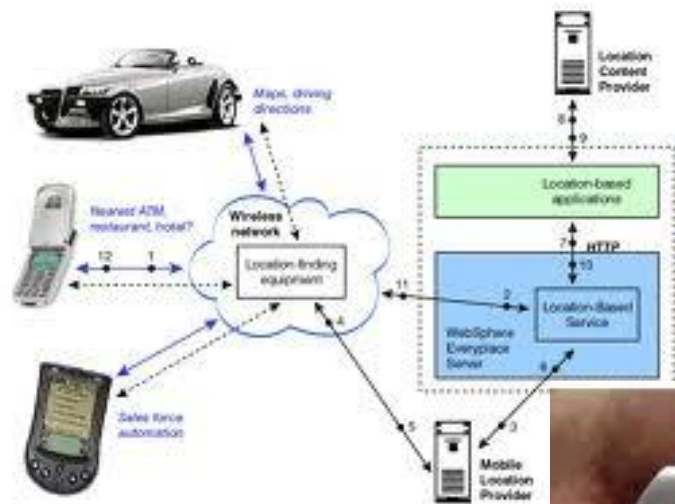 Maps, driving
directions
Location
Content
Provider
8
9
Location-based
applications
Nearest ATM,
restaurant, hotel?
Wireless
network
Location-finding
equipment
12
1
7
HTTP
10
11
2
Location-Based
Service
WebSphere
Everyplace
Server
4
6
Sales force
automation
5
3
Mobile
Location
Provider